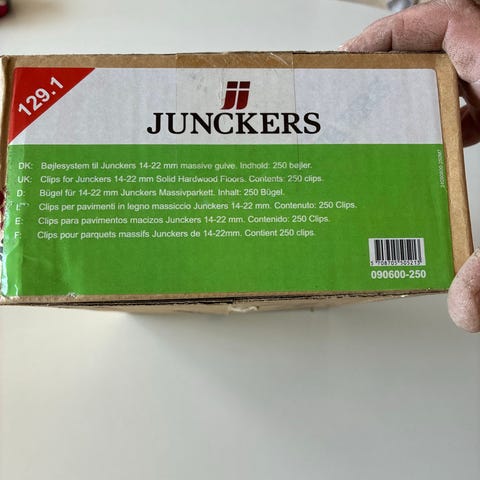 129.1
JUNCKERS
DK: Bøjlesystem til Junckers 14-22 mm massive gulve. Indhold: 250 bøjler.
UK: Clips for Junckers 14-22 mm Solid Hardwood Floors. Contents: 250 clips.
D: Bügel für 14-22 mm Junckers Massivparkett. Inhalt: 250 Bügel.
Clips per pavimenti in legno massiccio Junckers 14-22 mm. Contenuto: 250 Clips.
E: Clips para pavimentos macizos Junckers 14-22 mm. Contenido: 250 Clips.
F: Clips pour parquets massifs Junckers de 14-22mm. Contient 250 clips.
5 708705 305213
090600-250